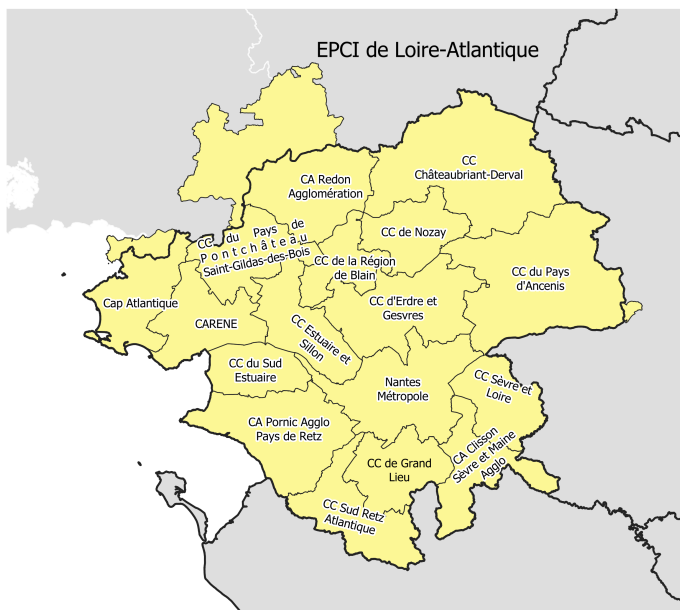 EPCI de Loire-Atlantique
CC
Châteaubriant-Derval
CA Redon
Agglomération
CC de Nozay
CC du Pays de
Pontchâteau
Saint-Gildas-des-Bois
CC de la Région
de Blain
CC du Pays
d'Ancenis
Cap Atlantique
CARENE
CC d'Erdre et
Gesvres
CC Estuaire et
Sillon
CC du Sud
Estuaire
Nantes
Métropole
CC Sèvre et
Loire
CA Pornic Agglo
Pays de Retz
CC de Grand
Lieu
CA Clisson
Sèvre et Maine
Agglo
CC Sud Retz
Atlantique